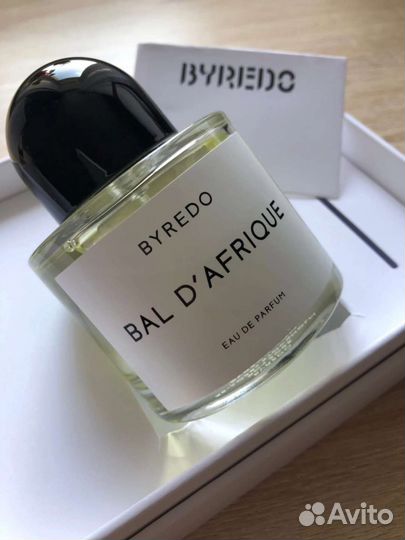 BYREDO
BYREDO
BAL D'AFRIQUE
EAU DE PARFUM
Avito